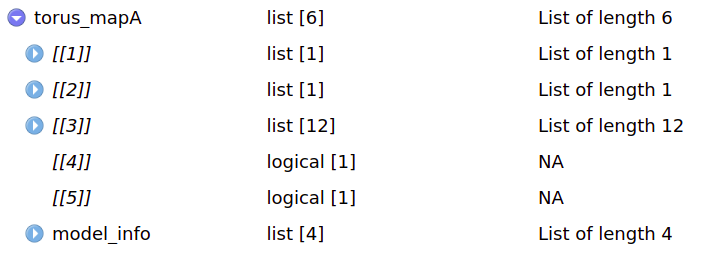 torus_mapA list [6] List of length 6
[[1]] list [1] List of length 1
[[2]] list [1] List of length 1
[[3]] list [12] List of length 12
[[4]] logical [1] NA
[[5]] logical [1] NA
model_info list [4] List of length 4